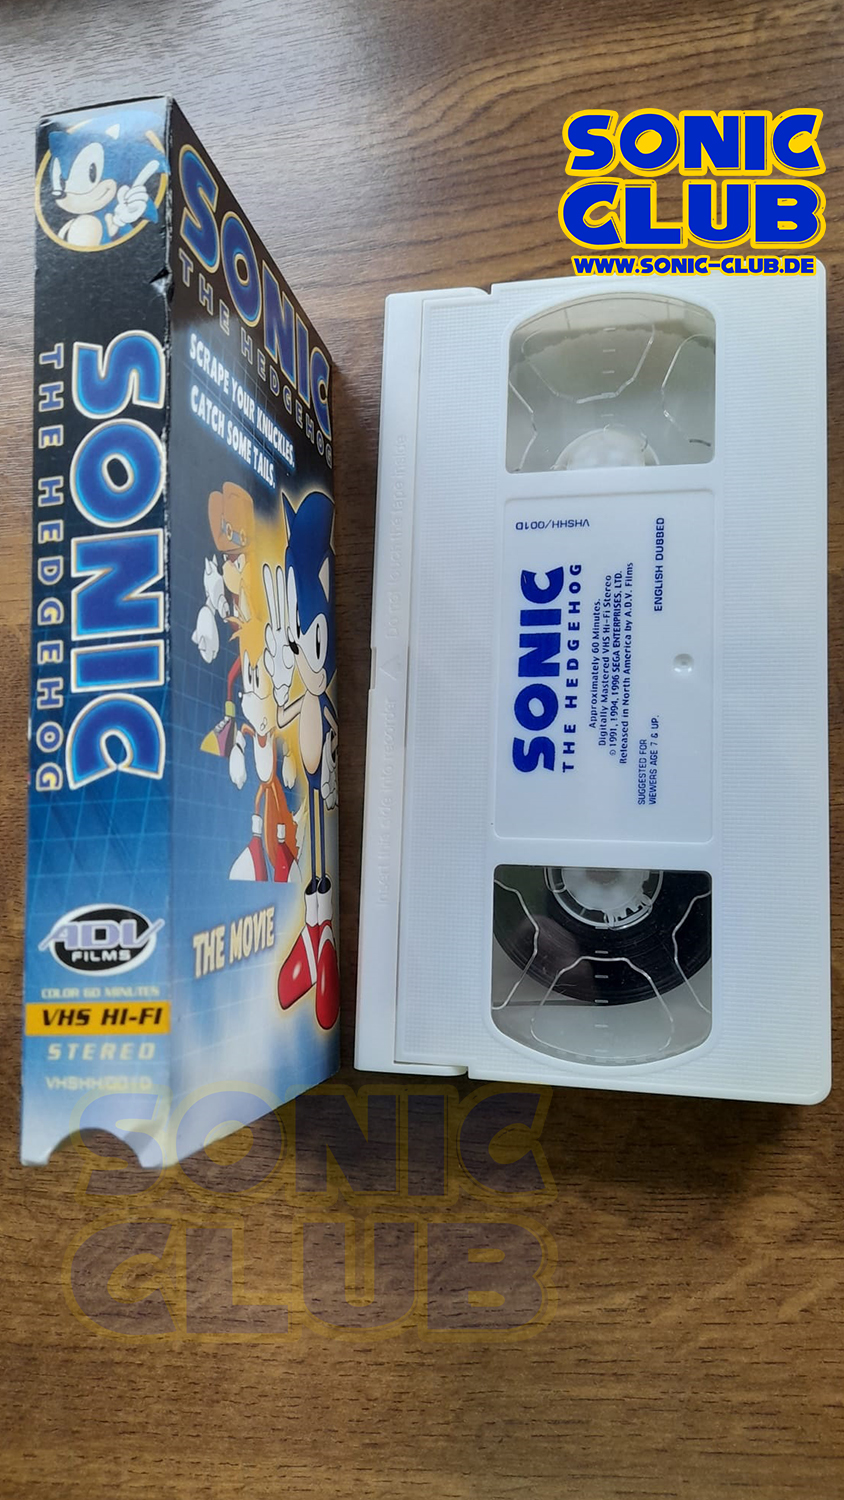 SONIC
CLUB
WWW.SONIC-CLUB.DE
SONIC
THE HEDGEHOG
ADV
FILMS
COLOR 60 MINUTES
VHS HI-FI
STEREO
VHSHH/001D
SONIC
THE HEDGEHOG
SCRAPE YOUR KNUCKLES.
CATCH SOME TAILS.
THE MOVIE
VHSHH/001D
SONIC
THE HEDGEHOG
Approximately 60 Minutes.
Digitally Mastered VHS Hi-Fi Stereo
© 1991, 1994, 1996 SEGA ENTERPRISES, LTD.
Released in North America by A.D.V. Films
SUGGESTED FOR
VIEWERS AGE 7 & UP.
ENGLISH DUBBED
SONIC
CLUB